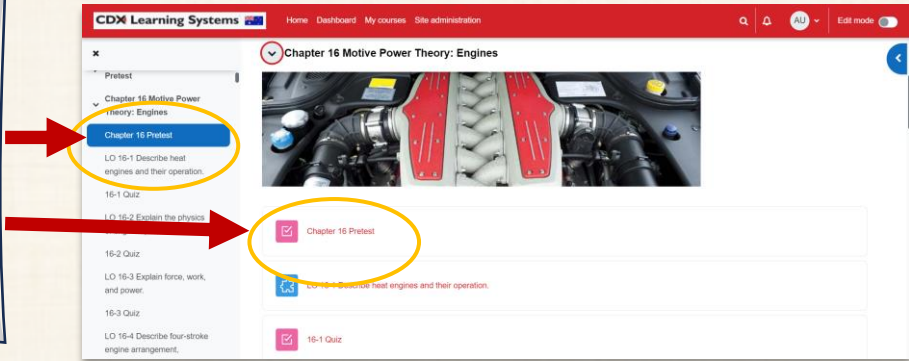 CDX Learning Systems
Home Dashboard My courses Site administration
AU
Edit mode
Pretest
Chapter 16 Motive Power
Theory: Engines
Chapter 16 Pretest
LO 16-1 Describe heat
engines and their operation.
16-1 Quiz
LO 16-2 Explain the physics
16-2 Quiz
LO 16-3 Explain force, work,
and power.
16-3 Quiz
LO 16-4 Describe four-stroke
engine arrangement,
Chapter 16 Motive Power Theory: Engines
Chapter 16 Pretest
LO 16-1 Describe heat engines and their operation.
16-1 Quiz